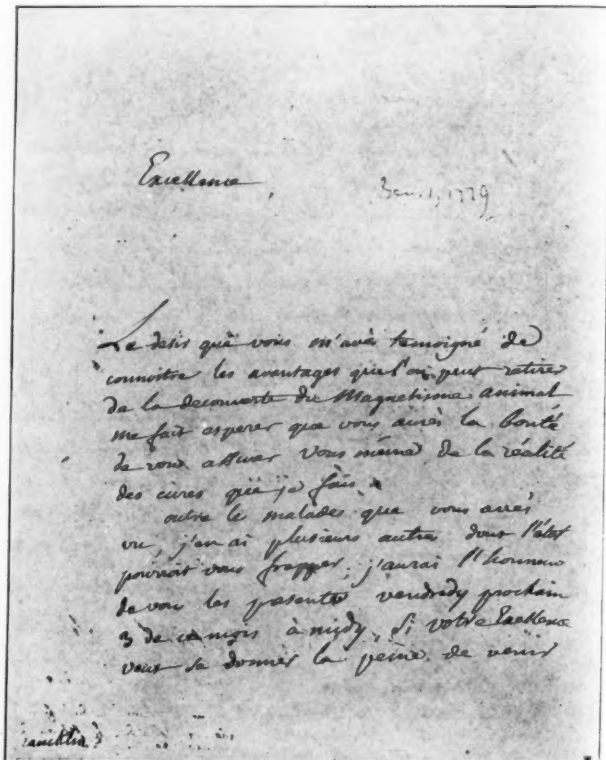 Excellence
1779
Le desir que vous m'avés temoigné de
connoitre les avantages que l'on peut retirer
de la decouverte du Magnetisme animal
me fait esperer que vous aurés la bonté
de vous assurer vous même de la réalité
des cures que je fais.
outre le malades que vous avés
vu, j'en ai plusieurs autres dont l'état
pourroit vous frapper, j'aurai l'honneur
de vous les presenter vendredy prochain
3 de ce mois à midy, si votre Excellence
veut se donner la peine de venir